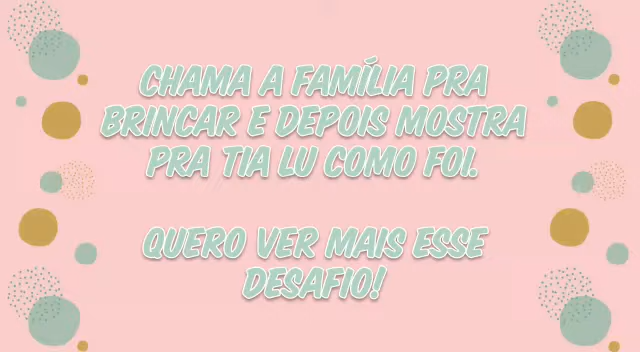 CHAMA A FAMÍLIA PRA
BRINCAR E DEPOIS MOSTRA
PRA TIA LU COMO FOI.
QUERO VER MAIS ESSE
DESAFIO!